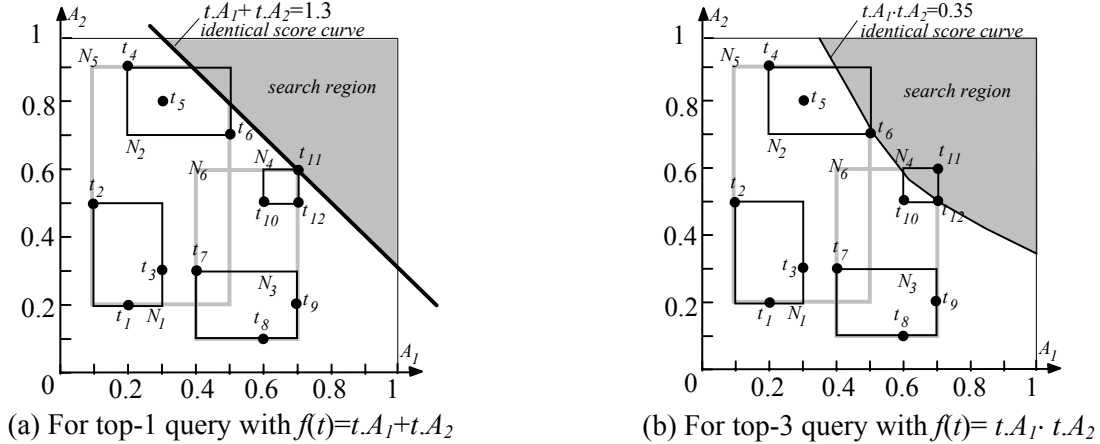 A₂
t.A₁+ t.A₂=1.3
identical score curve
search region
1
0.8
0.6
0.4
0.2
0
0.2
0.4
0.6
0.8
1
A₁
N₅
t₄
t₅
t₆
N₂
N₆
N₄
t₁₁
t₂
t₁₀
t₁₂
t₃
t₇
N₃
t₉
t₁
N₁
t₈
(a) For top-1 query with f(t)=t.A₁+t.A₂
A₂
t.A₁·t.A₂=0.35
identical score curve
search region
1
0.8
0.6
0.4
0.2
0
0.2
0.4
0.6
0.8
1
A₁
N₅
t₄
t₅
t₆
N₂
N₆
N₄
t₁₁
t₂
t₁₀
t₁₂
t₃
t₇
N₃
t₉
t₁
N₁
t₈
(b) For top-3 query with f(t)= t.A₁· t.A₂